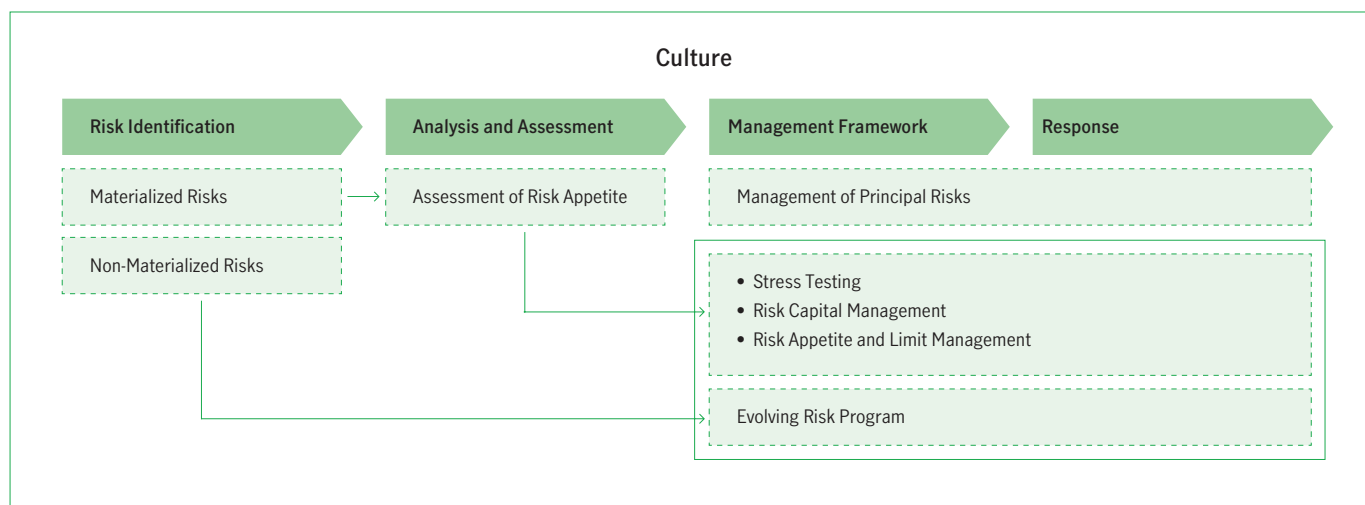 Culture
Risk Identification
Analysis and Assessment
Management Framework
Response
Materialized Risks
Assessment of Risk Appetite
Management of Principal Risks
Non-Materialized Risks
• Stress Testing
• Risk Capital Management
• Risk Appetite and Limit Management
Evolving Risk Program